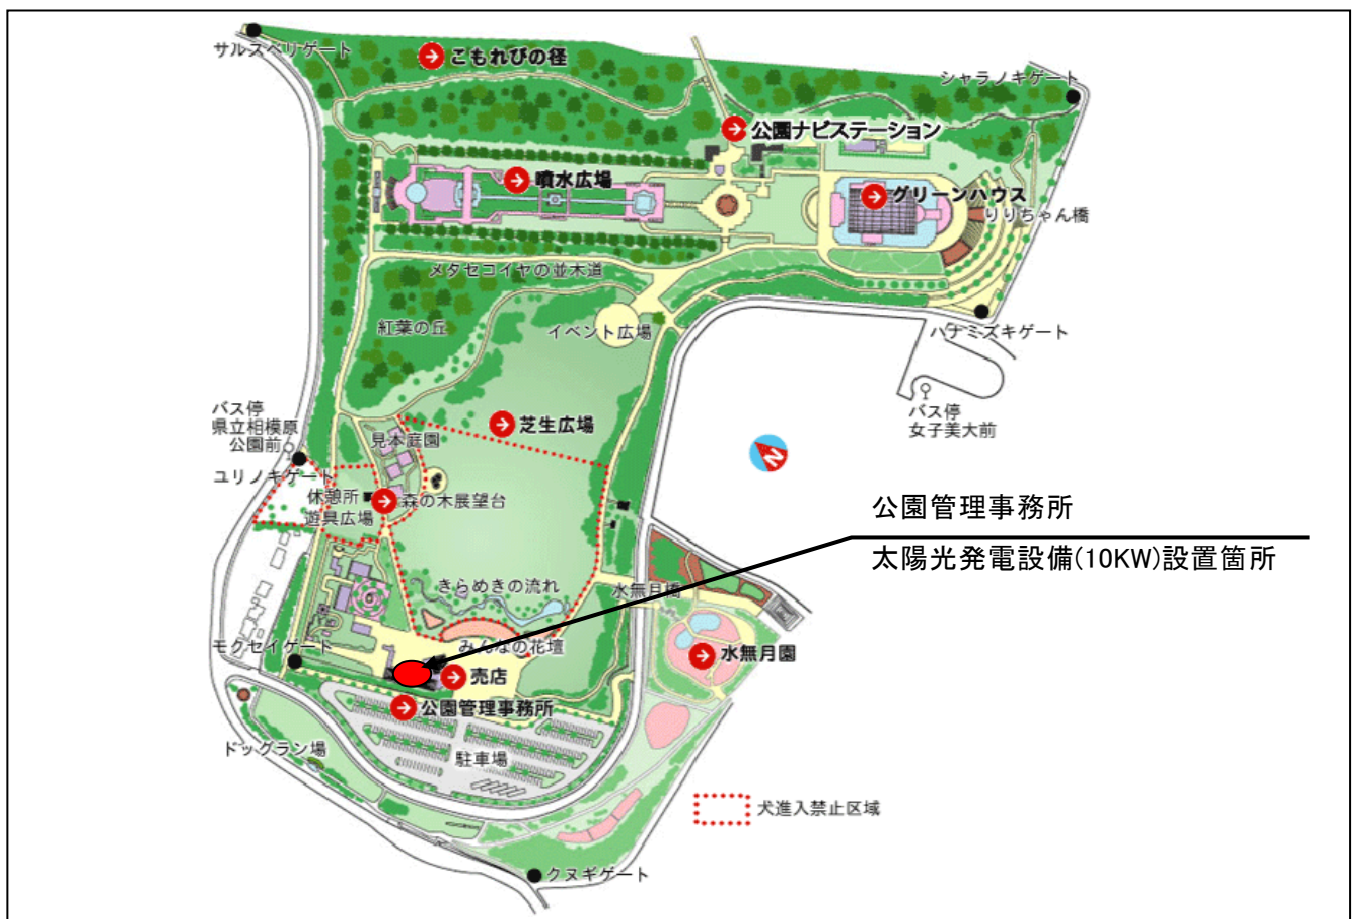 サルスベリゲート
こもれびの径
シャラノキゲート
公園ナビステーション
噴水広場
グリーンハウス
りりちゃん橋
メタセコイヤの並木道
紅葉の丘
イベント広場
ハナミズキゲート
バス停
県立相模原
公園前
バス停
女子美大前
芝生広場
見本庭園
ユリノキゲート
休憩所
森の木展望台
遊具広場
N
公園管理事務所
太陽光発電設備(10KW)設置箇所
きらめきの流れ
水無月橋
みんなの花壇
モクセイゲート
水無月園
売店
公園管理事務所
ドッグラン場
駐車場
犬進入禁止区域
クヌギゲート